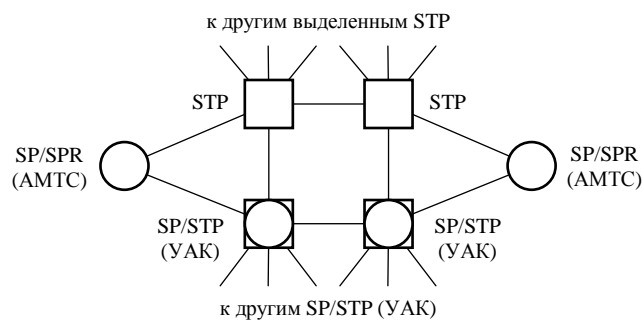 к другим выделенным STP
STP
STP
SP/SPR
(АМТС)
SP/SPR
(АМТС)
SP/STP
(УАК)
SP/STP
(УАК)
к другим SP/STP (УАК)